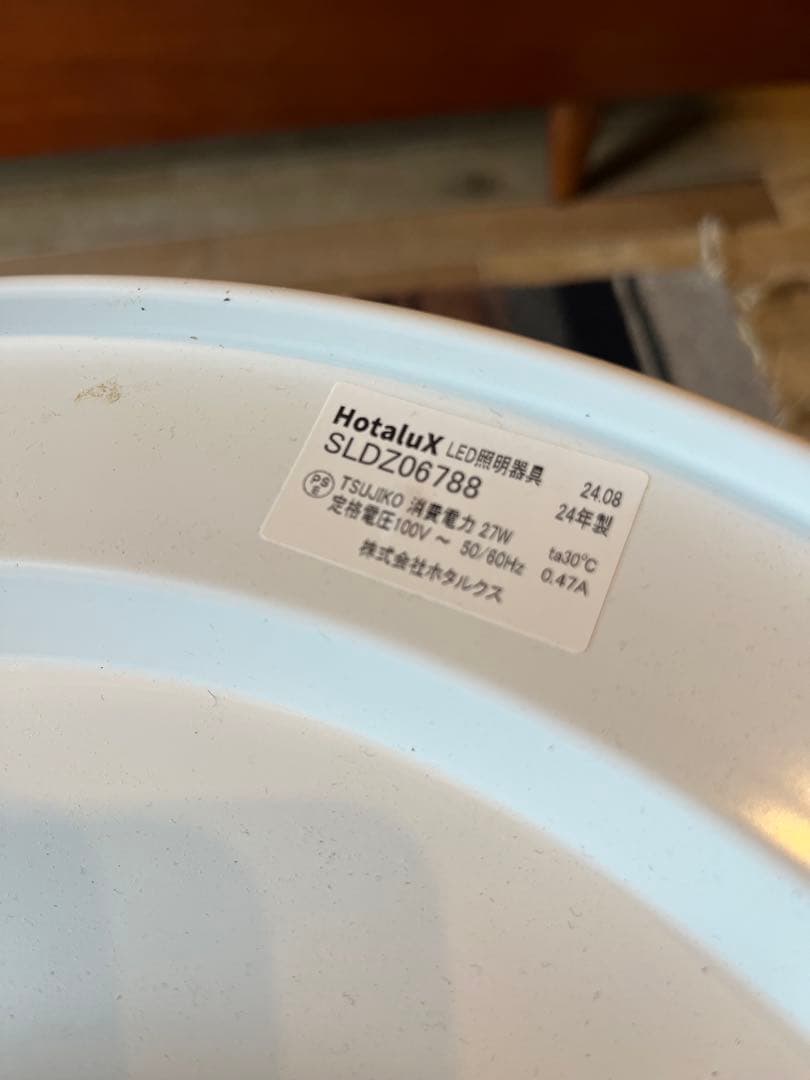 HotaluX LED照明器具 24.08
SLDZ06788 24年製
PS E TSUJIKO 消費電力 27W ta30℃
定格電圧100V ～ 50/60Hz 0.47A
株式会社ホタルクス